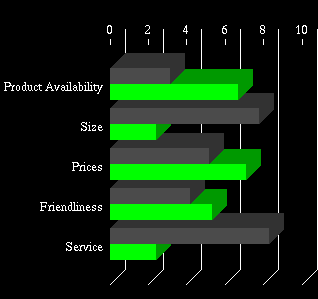 0 2 4 6 8 10
Product Availability
Size
Prices
Friendliness
Service